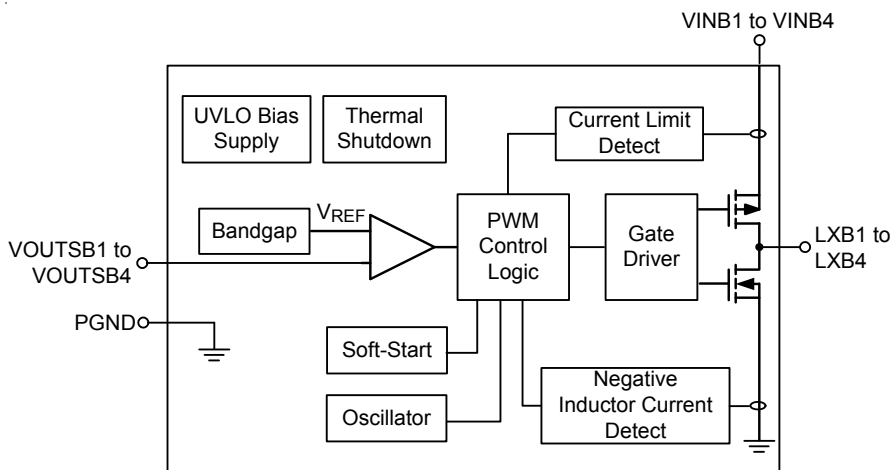 VINB1 to VINB4
UVLO Bias
Supply
Thermal
Shutdown
Current Limit
Detect
VREF
Bandgap
PWM
Control
Logic
Gate
Driver
LXB1 to
LXB4
VOUTSB1 to
VOUTSB4
PGND
Soft-Start
Oscillator
Negative
Inductor Current
Detect